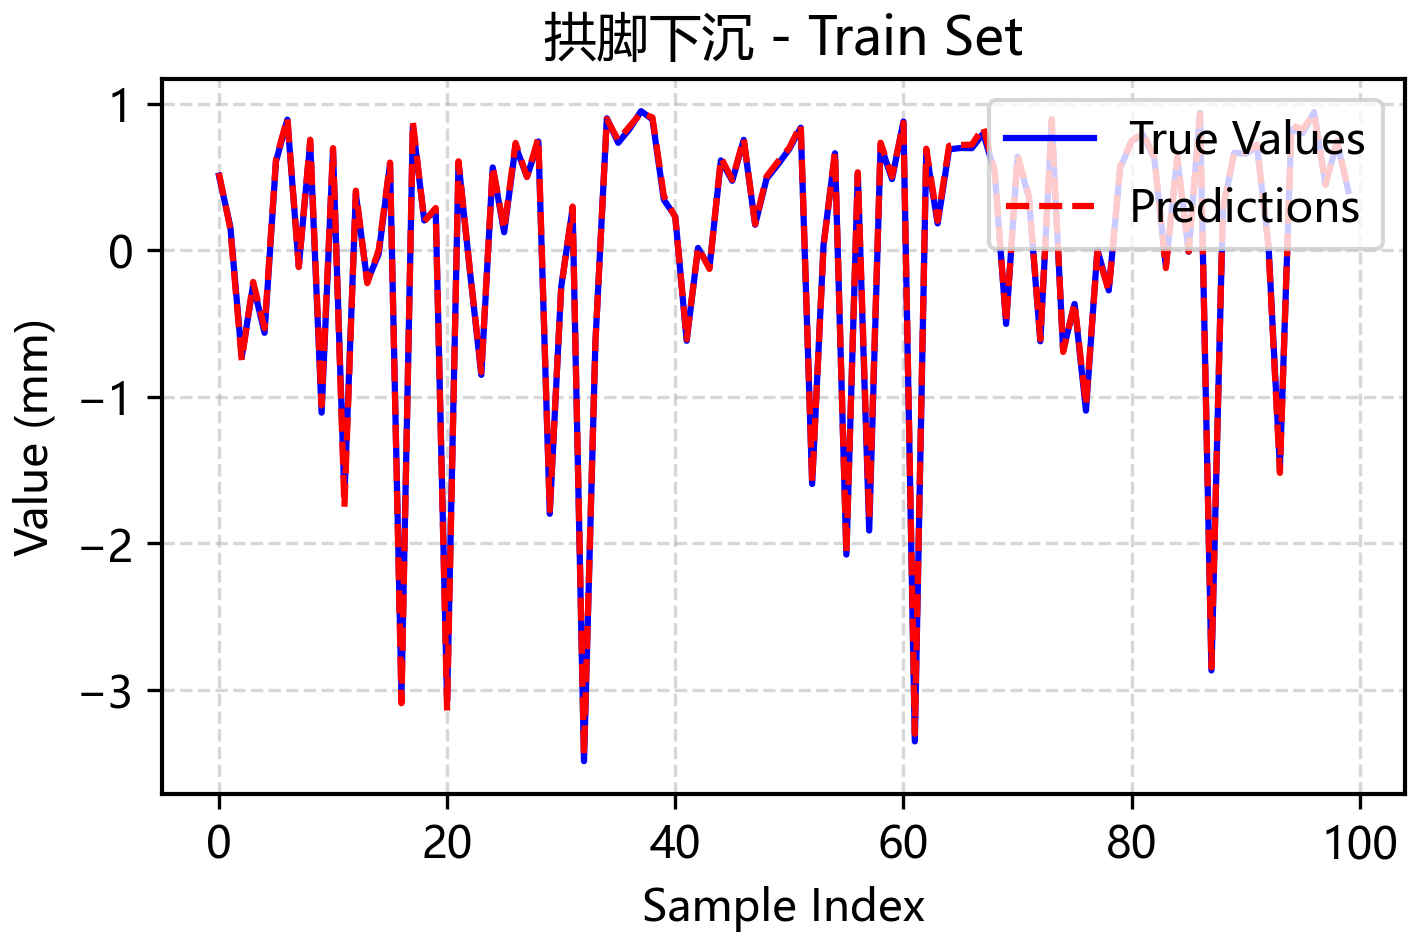 拱脚下沉 - Train Set
True Values
Predictions
Value (mm)
1
0
−1
−2
−3
0 20 40 60 80 100
Sample Index